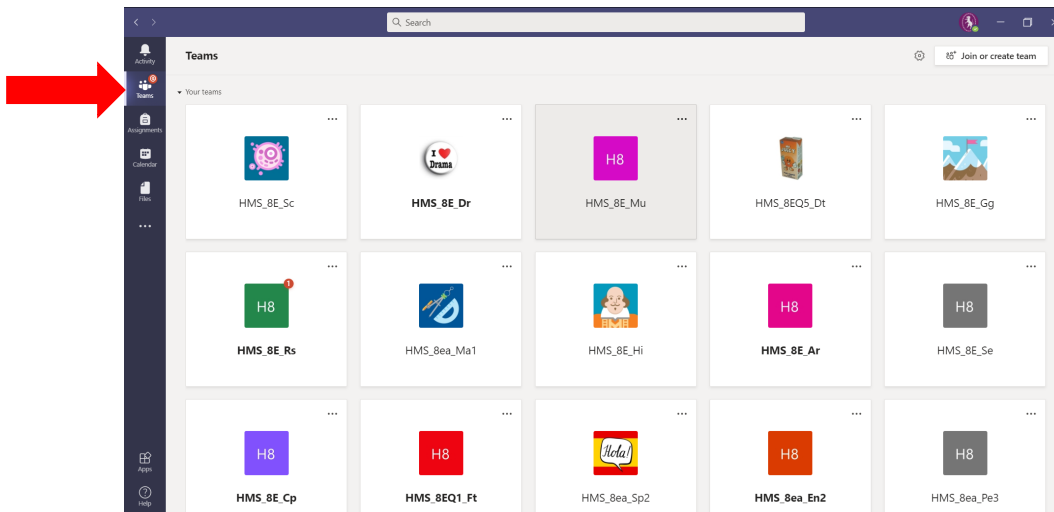 Search
Activity
Teams
Join or create team
Teams
Your teams
Assignments
Calendar
Files
I
Drama
H8
HMS_8E_Sc
HMS_8E_Dr
HMS_8E_Mu
HMS_8EQ5_Dt
HMS_8E_Gg
1
H8
H8
H8
HMS_8E_Rs
HMS_8ea_Ma1
HMS_8E_Hi
HMS_8E_Ar
HMS_8E_Se
H8
H8
Hola!
H8
H8
HMS_8E_Cp
HMS_8EQ1_Ft
HMS_8ea_Sp2
HMS_8ea_En2
HMS_8ea_Pe3
Apps
Help